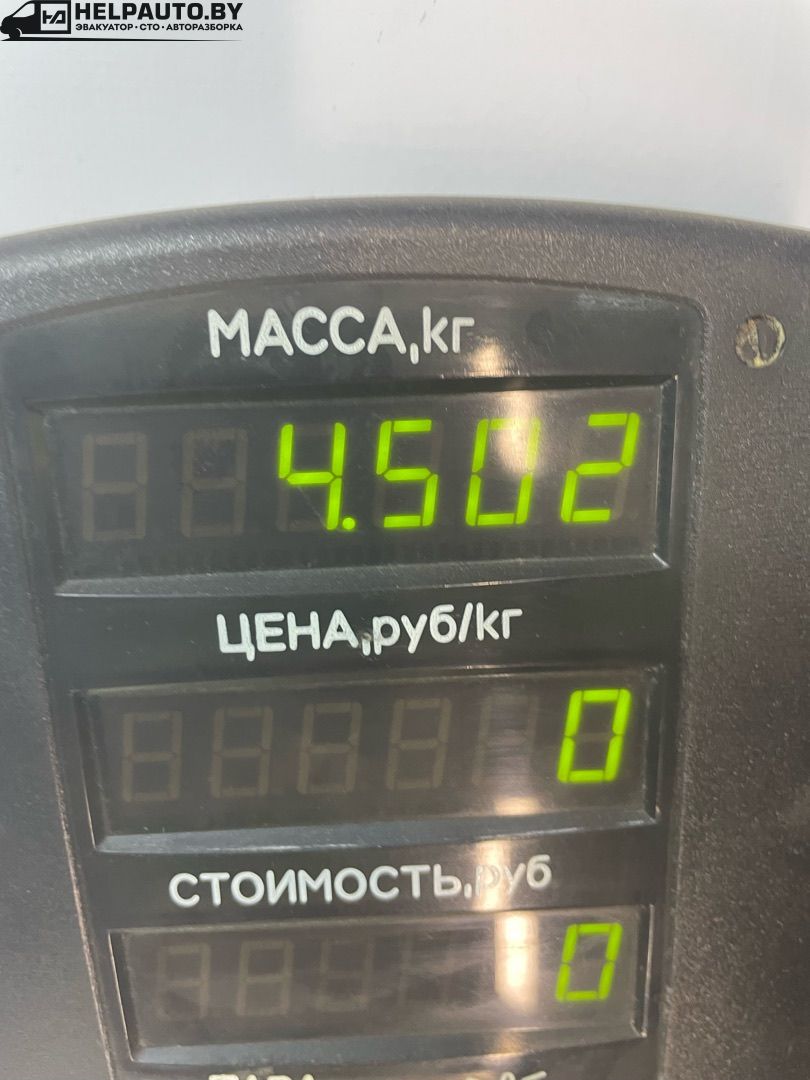 HELPAUTO.BY
ЭВАКУАТОР • СТО • АВТОРАЗБОРКА
МАССА,кг
4.502
ЦЕНА,руб/кг
0
СТОИМОСТЬ,руб
0